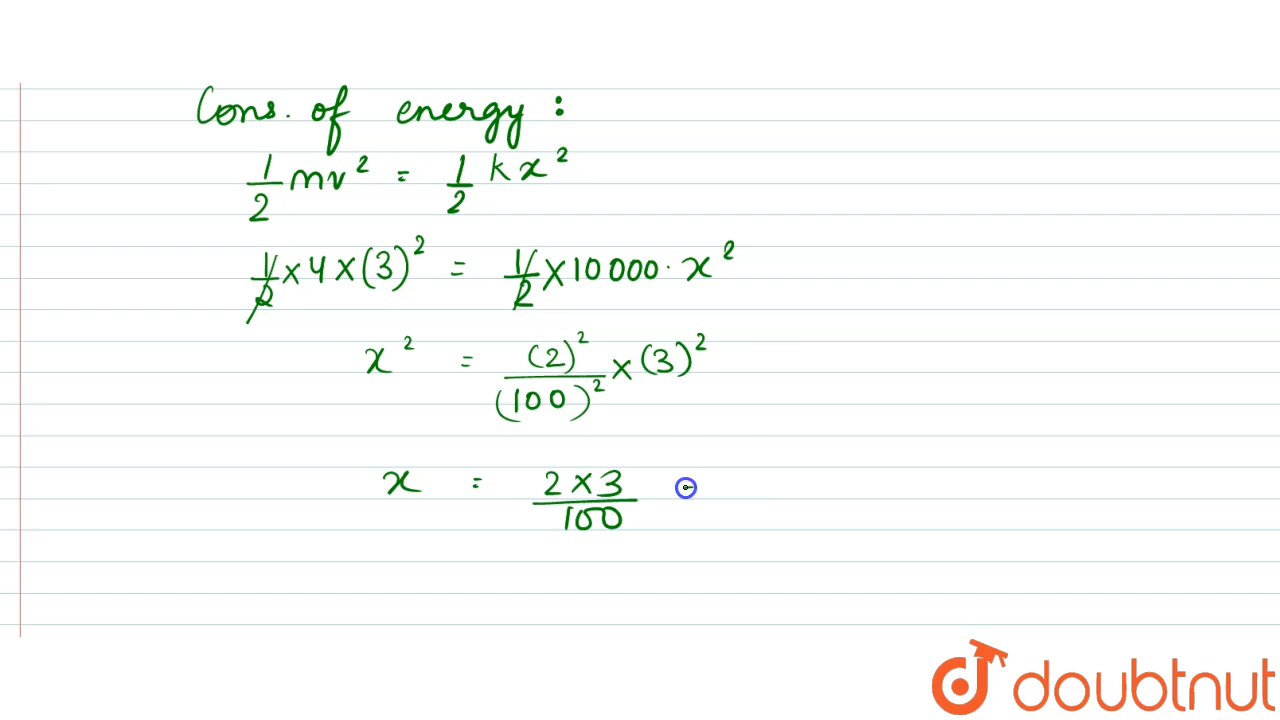 Cons. of energy :
1/2 mv² = 1/2 kx²
1/2 × 4 × (3)² = 1/2 × 10000 · x²
x² = (2)²/(100)² × (3)²
x = 2 × 3/100
doubtnut